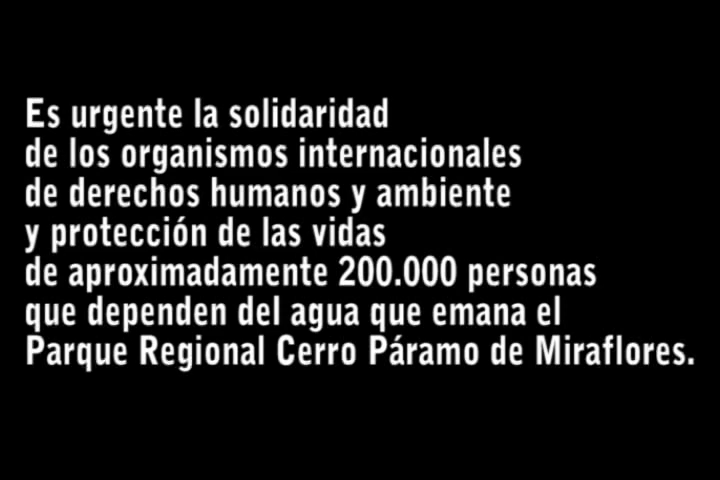 Es urgente la solidaridad
de los organismos internacionales
de derechos humanos y ambiente
y protección de las vidas
de aproximadamente 200.000 personas
que dependen del agua que emana el
Parque Regional Cerro Páramo de Miraflores.